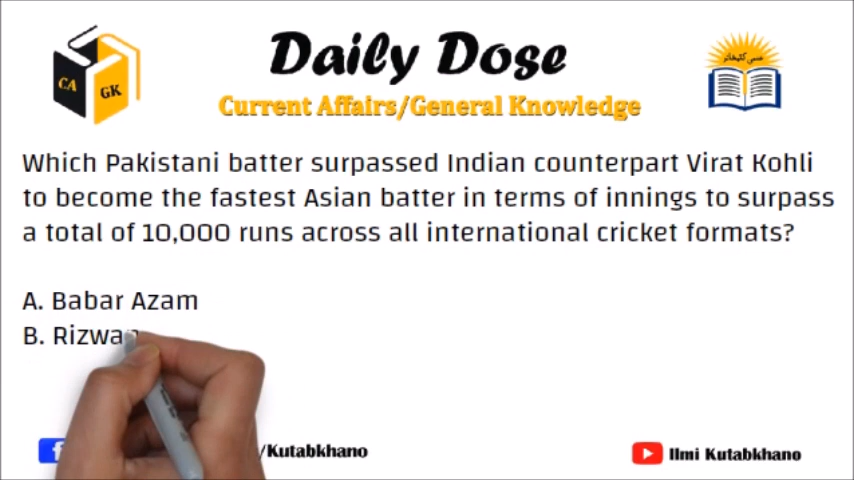 CA
GK
Daily Dose
Current Affairs/General Knowledge
Which Pakistani batter surpassed Indian counterpart Virat Kohli
to become the fastest Asian batter in terms of innings to surpass
a total of 10,000 runs across all international cricket formats?
A. Babar Azam
B. Rizwan
f
/Kutabkhano
Ilmi Kutabkhano